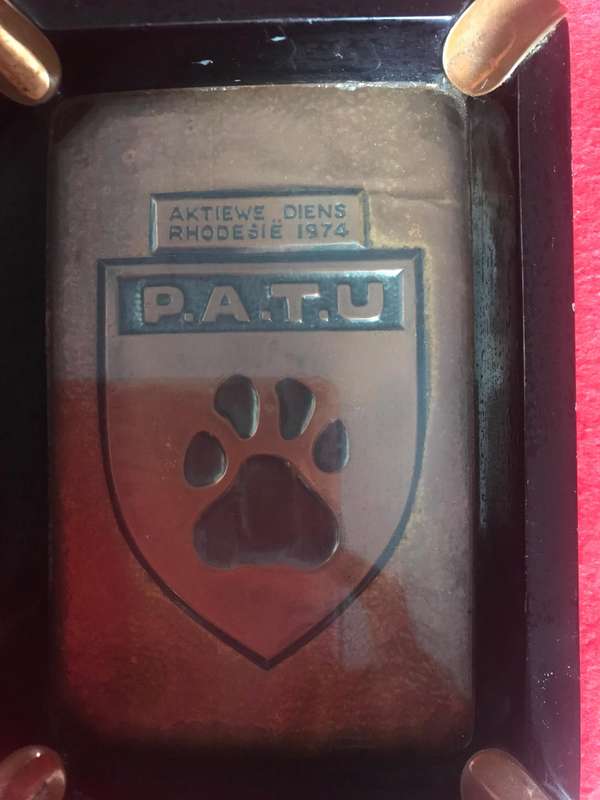 AKTIEWE DIENS
RHODESIË 1974
P.A.T.U